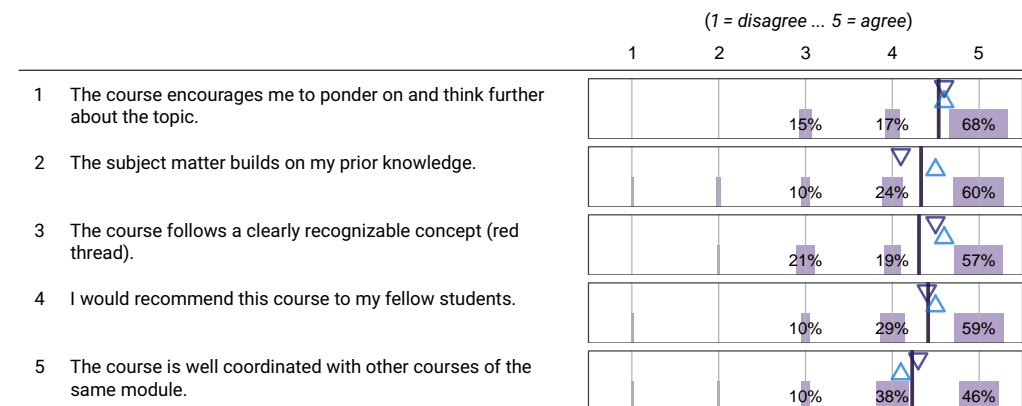 (1 = disagree ... 5 = agree)
1 2 3 4 5
1 The course encourages me to ponder on and think further
about the topic.
15% 17% 68%
2 The subject matter builds on my prior knowledge.
10% 24% 60%
3 The course follows a clearly recognizable concept (red
thread).
21% 19% 57%
4 I would recommend this course to my fellow students.
10% 29% 59%
5 The course is well coordinated with other courses of the
same module.
10% 38% 46%